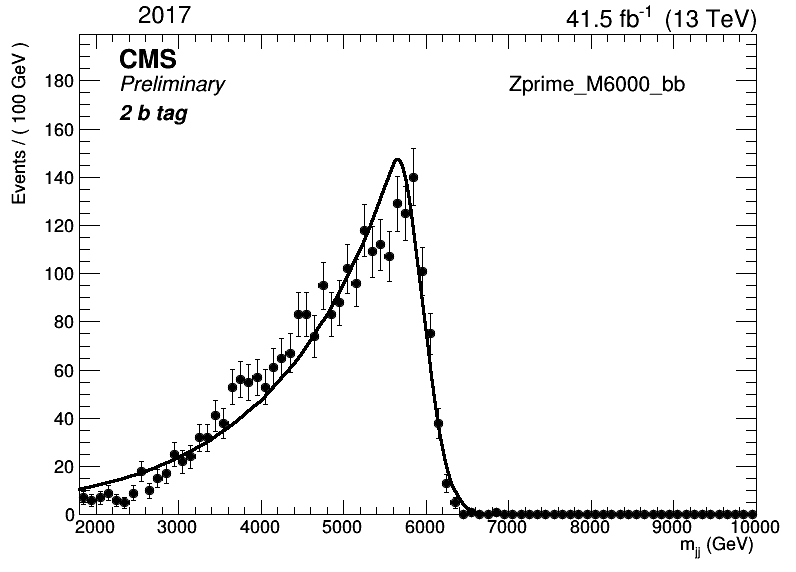 2017 41.5 fb-1 (13 TeV)
CMS
Preliminary
2 b tag
Zprime_M6000_bb
Events / ( 100 GeV )
180
160
140
120
100
80
60
40
20
0
2000 3000 4000 5000 6000 7000 8000 9000 10000
mjj (GeV)